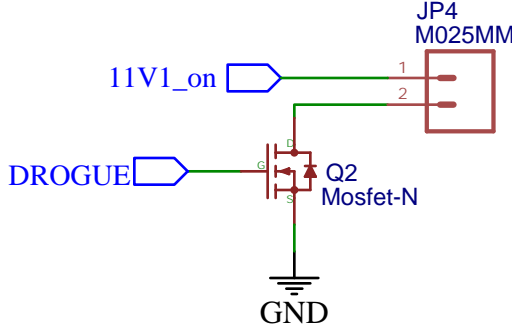 JP4
M025MM
11V1_on
1
2
D
G
S
DROGUE
Q2
Mosfet-N
GND